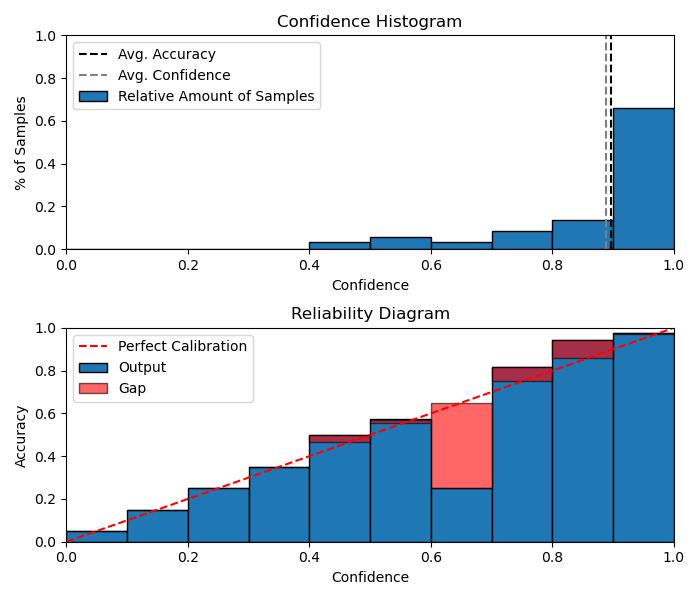 Confidence Histogram
1.0
0.8
0.6
0.4
0.2
0.0
% of Samples
Avg. Accuracy
Avg. Confidence
Relative Amount of Samples
0.0 0.2 0.4 0.6 0.8 1.0
Confidence
Reliability Diagram
1.0
0.8
0.6
0.4
0.2
0.0
Accuracy
Perfect Calibration
Output
Gap
0.0 0.2 0.4 0.6 0.8 1.0
Confidence